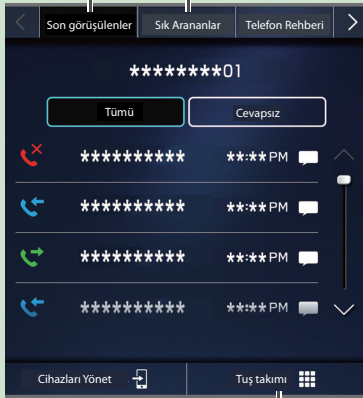 Son görüşülenler Sık Arananlar Telefon Rehberi
********01
Tümü Cevapsız
********** **:**PM
********** **:**PM
********** **:**PM
********** **:**PM
Cihazları Yönet Tuş takımı